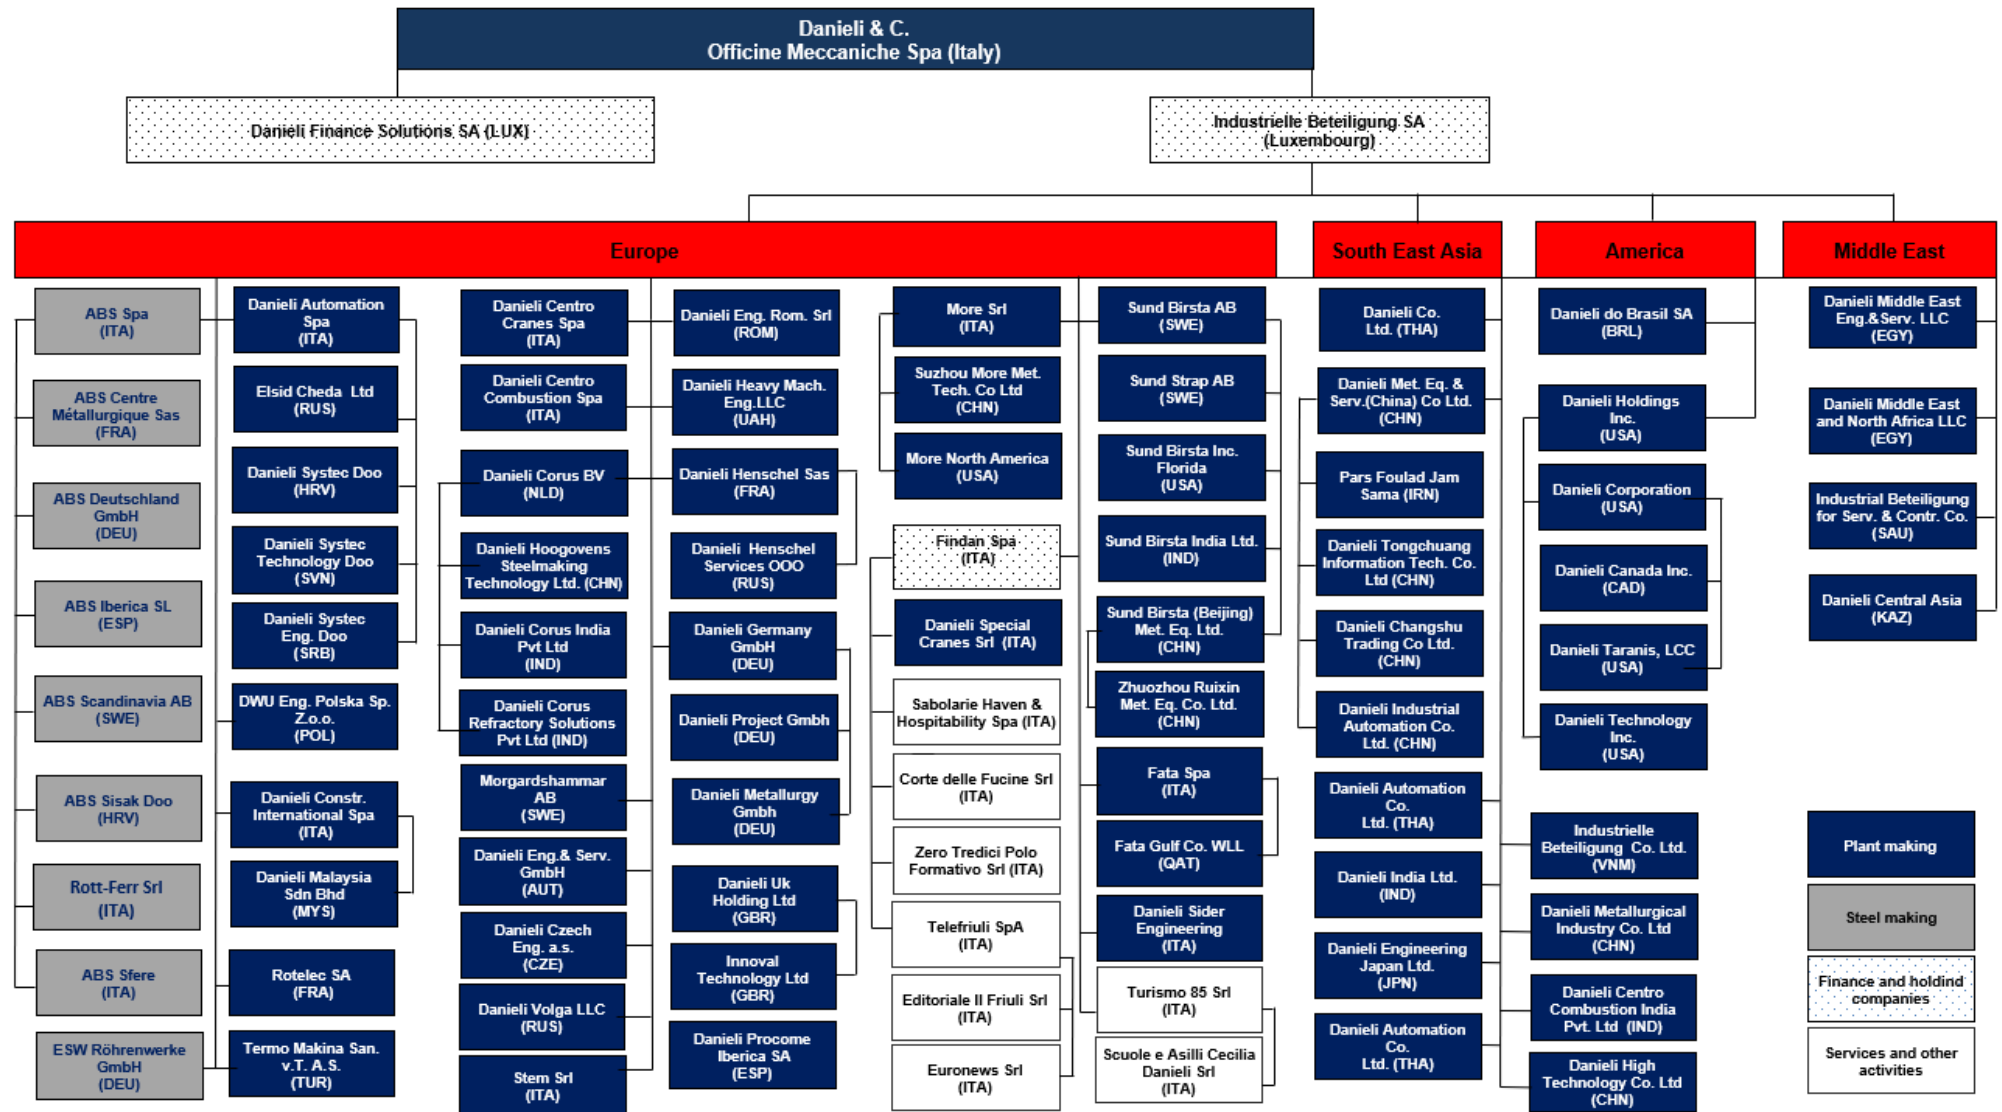 Danieli & C.
Officine Meccaniche Spa (Italy)
Danieli Finance Solutions SA (LUX)
Industrielle Beteiligung SA
(Luxembourg)
Europe
South East Asia
America
Middle East
ABS Spa
(ITA)
ABS Centre
Métallurgique Sas
(FRA)
ABS Deutschland
GmbH
(DEU)
ABS Iberica SL
(ESP)
ABS Scandinavia AB
(SWE)
ABS Sisak Doo
(HRV)
Rott-Ferr Srl
(ITA)
ABS Sfere
(ITA)
ESW Röhrenwerke
GmbH
(DEU)
Danieli Automation
Spa
(ITA)
Elsid Cheda Ltd
(RUS)
Danieli Systec Doo
(HRV)
Danieli Systec
Technology Doo
(SVN)
Danieli Systec
Eng. Doo
(SRB)
DWU Eng. Polska Sp.
Z.o.o.
(POL)
Danieli Constr.
International Spa
(ITA)
Danieli Malaysia
Sdn Bhd
(MYS)
Rotelec SA
(FRA)
Termo Makina San.
v.T. A.S.
(TUR)
Danieli Centro
Cranes Spa
(ITA)
Danieli Centro
Combustion Spa
(ITA)
Danieli Corus BV
(NLD)
Danieli Hoogovens
Steelmaking
Technology Ltd. (CHN)
Danieli Corus India
Pvt Ltd
(IND)
Danieli Corus
Refractory Solutions
Pvt Ltd (IND)
Morgardshammar
AB
(SWE)
Danieli Eng.& Serv.
GmbH
(AUT)
Danieli Czech
Eng. a.s.
(CZE)
Danieli Volga LLC
(RUS)
Stem Srl
(ITA)
Danieli Eng. Rom. Srl
(ROM)
Danieli Heavy Mach.
Eng.LLC
(UAH)
Danieli Henschel Sas
(FRA)
Danieli Henschel
Services OOO
(RUS)
Danieli Germany
GmbH
(DEU)
Danieli Project Gmbh
(DEU)
Danieli Metallurgy
Gmbh
(DEU)
Danieli Uk
Holding Ltd
(GBR)
Innoval
Technology Ltd
(GBR)
Danieli Procome
Iberica SA
(ESP)
More Srl
(ITA)
Suzhou More Met.
Tech. Co Ltd
(CHN)
More North America
(USA)
Findan Spa
(ITA)
Danieli Special
Cranes Srl (ITA)
Sabolarie Haven &
Hospitability Spa (ITA)
Corte delle Fucine Srl
(ITA)
Zero Tredici Polo
Formativo Srl (ITA)
Telefriuli SpA
(ITA)
Editoriale Il Friuli Srl
(ITA)
Euronews Srl
(ITA)
Sund Birsta AB
(SWE)
Sund Strap AB
(SWE)
Sund Birsta Inc.
Florida
(USA)
Sund Birsta India Ltd.
(IND)
Sund Birsta (Beijing)
Met. Eq. Ltd.
(CHN)
Zhuozhou Ruixin
Met. Eq. Co. Ltd.
(CHN)
Fata Spa
(ITA)
Fata Gulf Co. WLL
(QAT)
Danieli Sider
Engineering
(ITA)
Turismo 85 Srl
(ITA)
Scuole e Asilli Cecilia
Danieli Srl
(ITA)
Danieli Co.
Ltd. (THA)
Danieli Met. Eq. &
Serv.(China) Co Ltd.
(CHN)
Pars Foulad Jam
Sama (IRN)
Danieli Tongchuang
Information Tech. Co.
Ltd (CHN)
Danieli Changshu
Trading Co Ltd.
(CHN)
Danieli Industrial
Automation Co.
Ltd. (CHN)
Danieli Automation
Co.
Ltd. (THA)
Danieli India Ltd.
(IND)
Danieli Engineering
Japan Ltd.
(JPN)
Danieli Automation
Co.
Ltd. (THA)
Danieli do Brasil SA
(BRL)
Danieli Holdings
Inc.
(USA)
Danieli Corporation
(USA)
Danieli Canada Inc.
(CAD)
Danieli Taranis, LCC
(USA)
Danieli Technology
Inc.
(USA)
Industrielle
Beteiligung Co. Ltd.
(VNM)
Danieli Metallurgical
Industry Co. Ltd
(CHN)
Danieli Centro
Combustion India
Pvt. Ltd (IND)
Danieli High
Technology Co. Ltd
(CHN)
Danieli Middle East
Eng.&Serv. LLC
(EGY)
Danieli Middle East
and North Africa LLC
(EGY)
Industrial Beteiligung
for Serv. & Contr. Co.
(SAU)
Danieli Central Asia
(KAZ)
Plant making
Steel making
Finance and holdind
companies
Services and other
activities